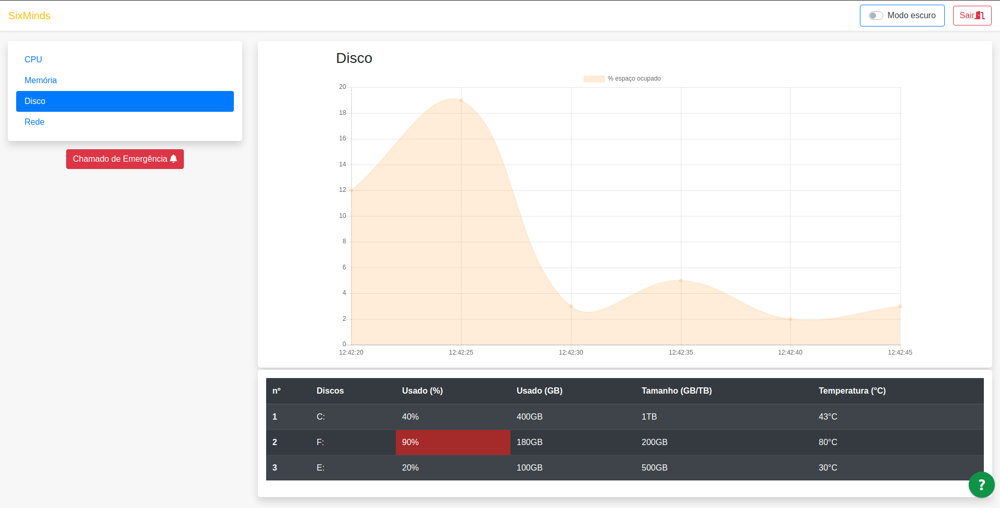 SixMinds
Modo escuro
Sair
CPU
Memória
Disco
Rede
Chamado de Emergência
Disco
% espaço ocupado
20
18
16
14
12
10
8
6
4
2
0
12:42:20 12:42:25 12:42:30 12:42:35 12:42:40 12:42:45
nº Discos Usado (%) Usado (GB) Tamanho (GB/TB) Temperatura (°C)
1 C: 40% 400GB 1TB 43°C
2 F: 90% 180GB 200GB 80°C
3 E: 20% 100GB 500GB 30°C
?